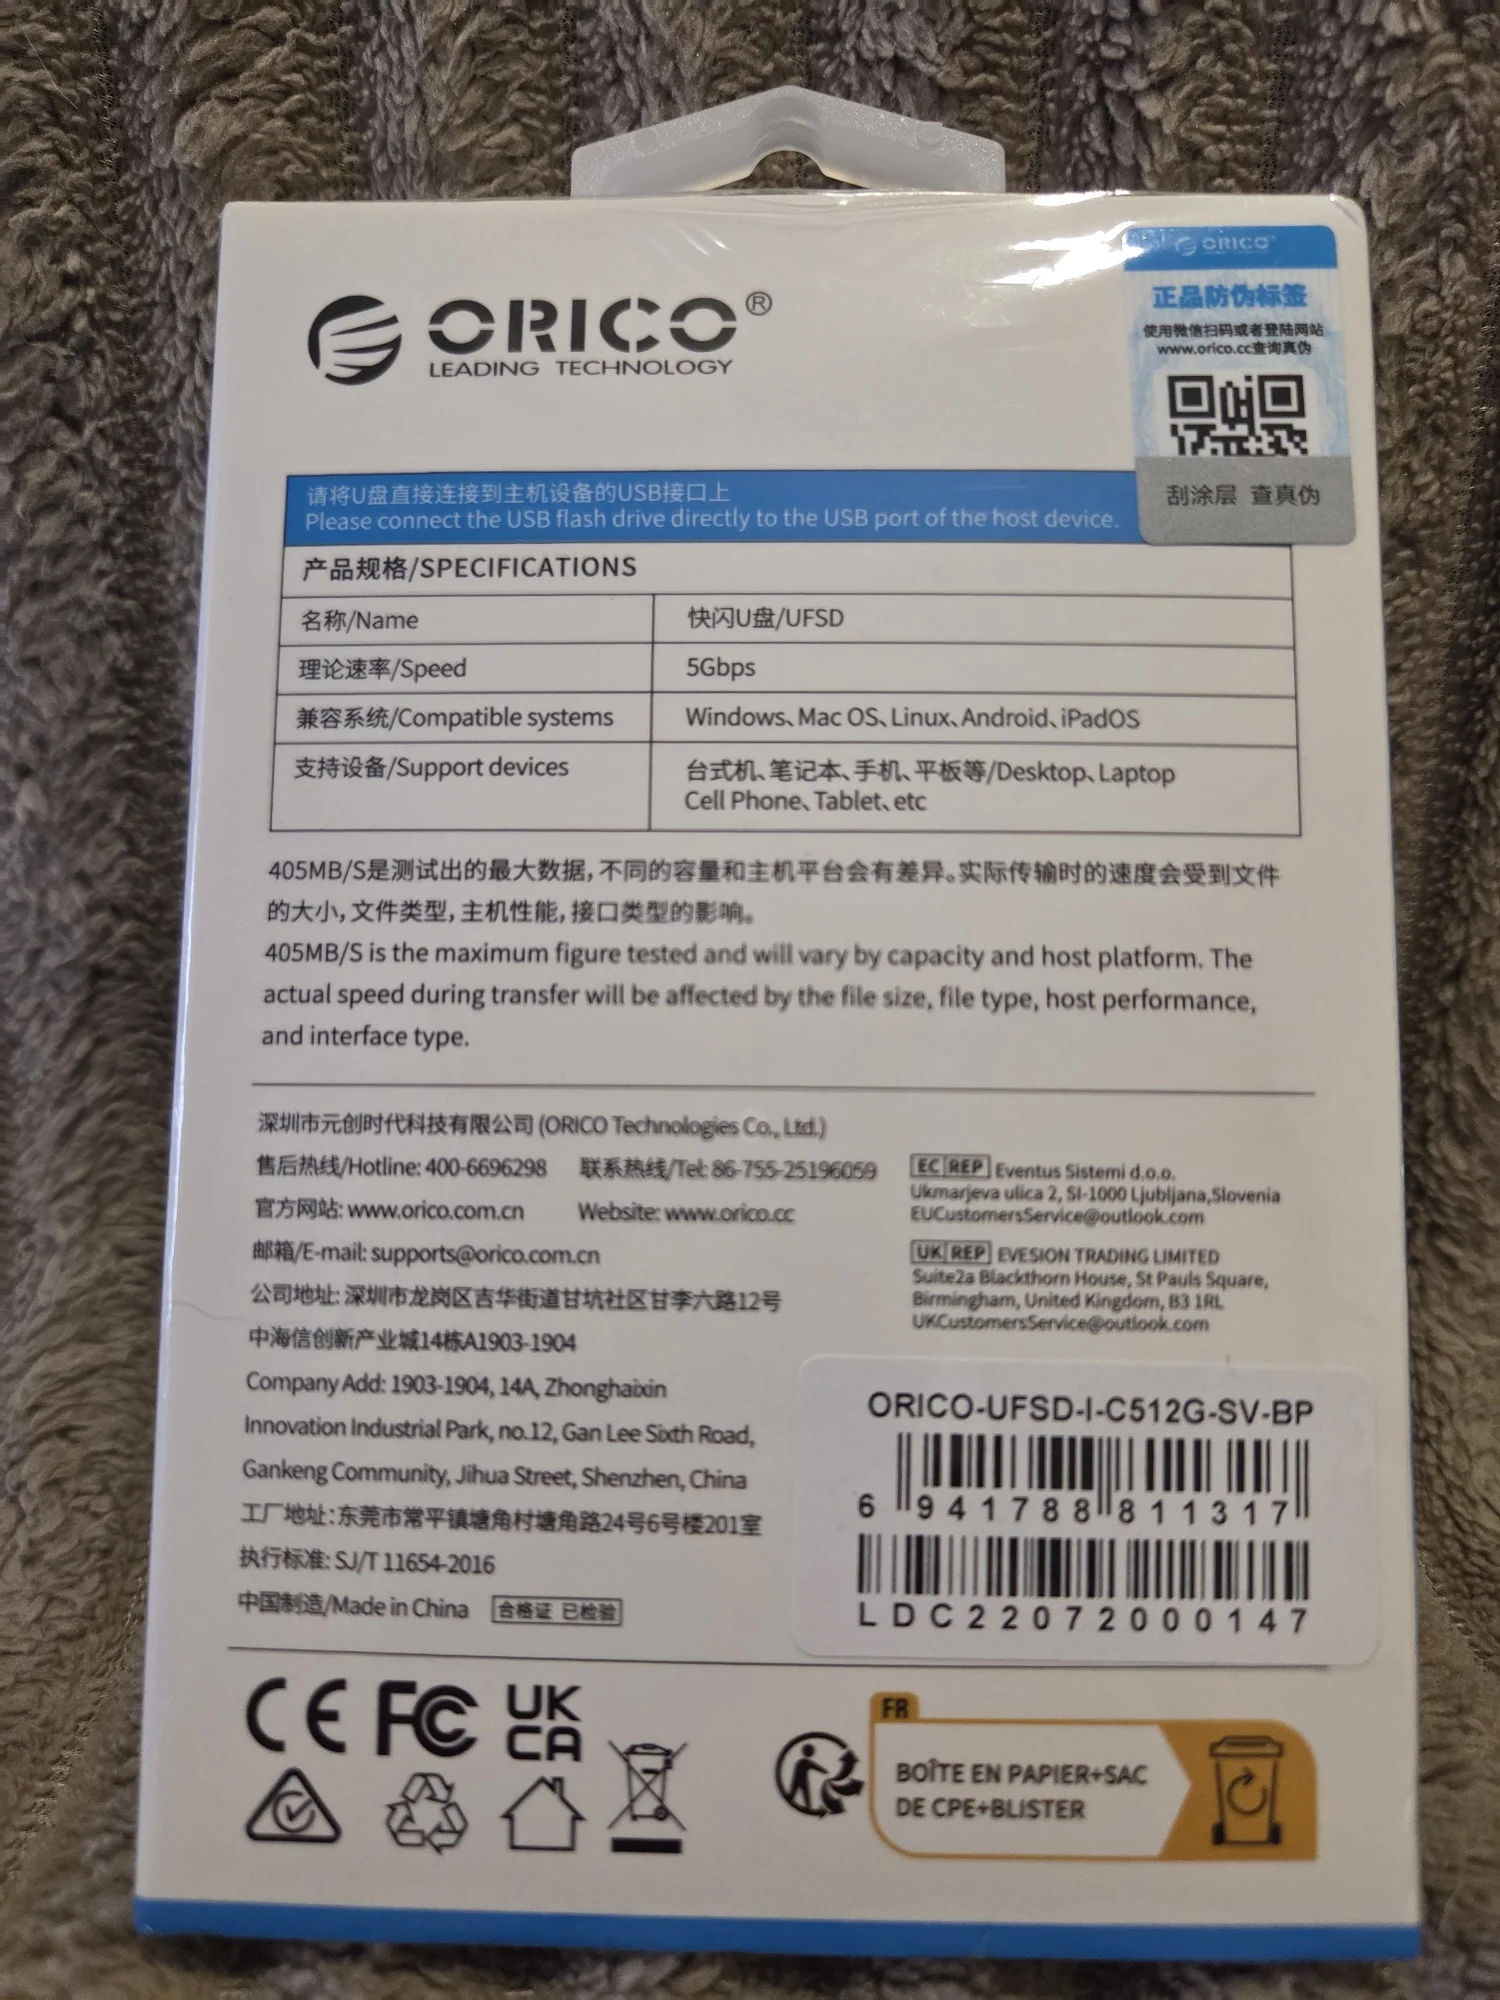 ORICO®
LEADING TECHNOLOGY
ORICO
正品防伪标签
使用微信扫码或者登陆网站
www.orico.cc查询真伪
刮涂层 查真伪
请将U盘直接连接到主机设备的USB接口上
Please connect the USB flash drive directly to the USB port of the host device.
产品规格/SPECIFICATIONS
名称/Name 快闪U盘/UFSD
理论速率/Speed 5Gbps
兼容系统/Compatible systems Windows、Mac OS、Linux、Android、iPadOS
支持设备/Support devices 台式机、笔记本、手机、平板等/Desktop、Laptop
Cell Phone、Tablet、etc
405MB/S是测试出的最大数据，不同的容量和主机平台会有差异。实际传输时的速度会受到文件
的大小，文件类型，主机性能，接口类型的影响。
405MB/S is the maximum figure tested and will vary by capacity and host platform. The
actual speed during transfer will be affected by the file size, file type, host performance,
and interface type.
深圳市元创时代科技有限公司 (ORICO Technologies Co., Ltd.)
售后热线/Hotline: 400-6696298 联系热线/Tel: 86-755-25196059
官方网站: www.orico.com.cn Website: www.orico.cc
邮箱/E-mail: supports@orico.com.cn
公司地址: 深圳市龙岗区吉华街道甘坑社区甘李六路12号
中海信创新产业城14栋A1903-1904
Company Add: 1903-1904, 14A, Zhonghaixin
Innovation Industrial Park, no.12, Gan Lee Sixth Road,
Gankeng Community, Jihua Street, Shenzhen, China
工厂地址: 东莞市常平镇塘角村塘角路24号6号楼201室
执行标准: SJ/T 11654-2016
中国制造/Made in China 合格证 已检验
EC REP Eventus Sistemi d.o.o.
Ukmarjeva ulica 2, SI-1000 Ljubljana,Slovenia
EUCustomersService@outlook.com
UK REP EVESION TRADING LIMITED
Suite2a Blackthorn House, St Pauls Square,
Birmingham, United Kingdom, B3 1RL
UKCustomersService@outlook.com
ORICO-UFSD-I-C512G-SV-BP
6 941788 811317
LDC22072000147
CE FC UK
CA
FR
BOÎTE EN PAPIER+SAC
DE CPE+BLISTER